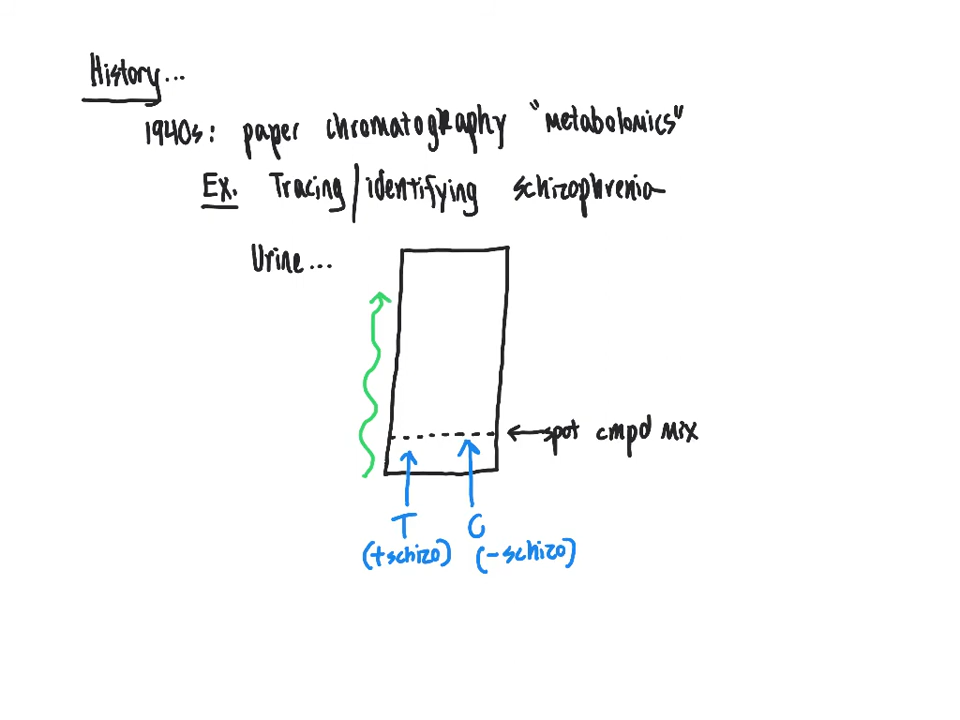 History...
1940s: paper chromatography "metabolomics"
Ex. Tracing/identifying schizophrenia
Urine...
spot cmpd mix
T C
(+schizo) (-schizo)